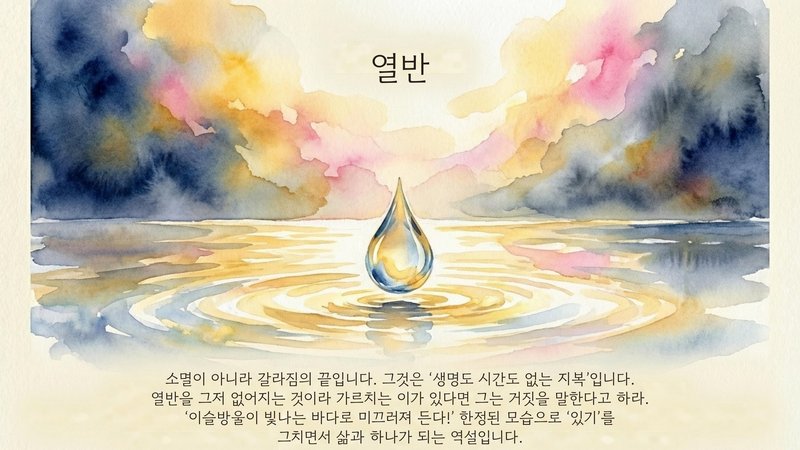 열반
소멸이 아니라 갈라짐의 끝입니다. 그것은 ‘생명도 시간도 없는 지복’입니다.
열반을 그저 없어지는 것이라 가르치는 이가 있다면 그는 거짓을 말한다고 하라.
‘이슬방울이 빛나는 바다로 미끄러져 든다!’ 한정된 모습으로 ‘있기’를
그치면서 삶과 하나가 되는 역설입니다.